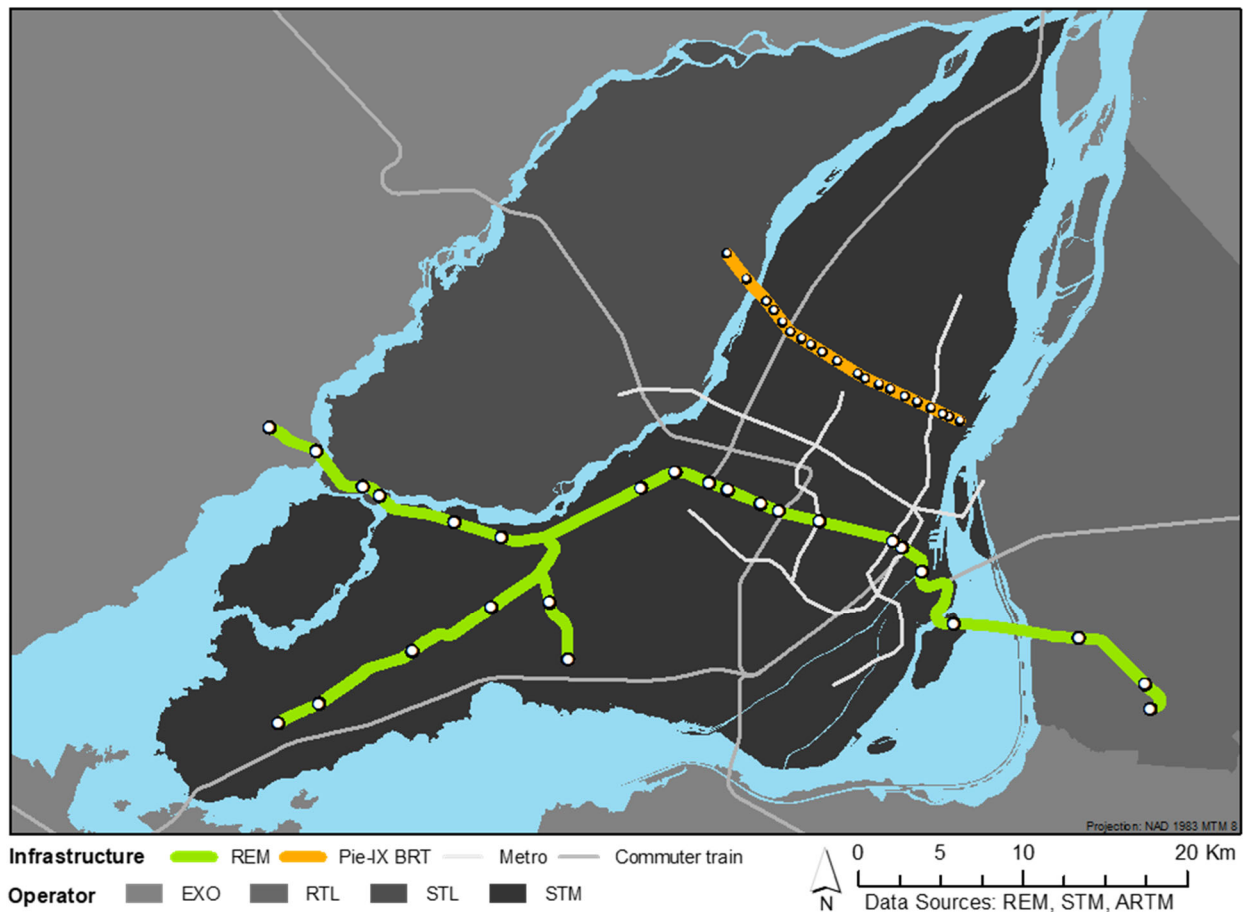 Projection: NAD 1983 MTM 8
Infrastructure REM Pie-IX BRT Metro Commuter train
Operator EXO RTL STL STM
N
0 5 10 20 Km
Data Sources: REM, STM, ARTM